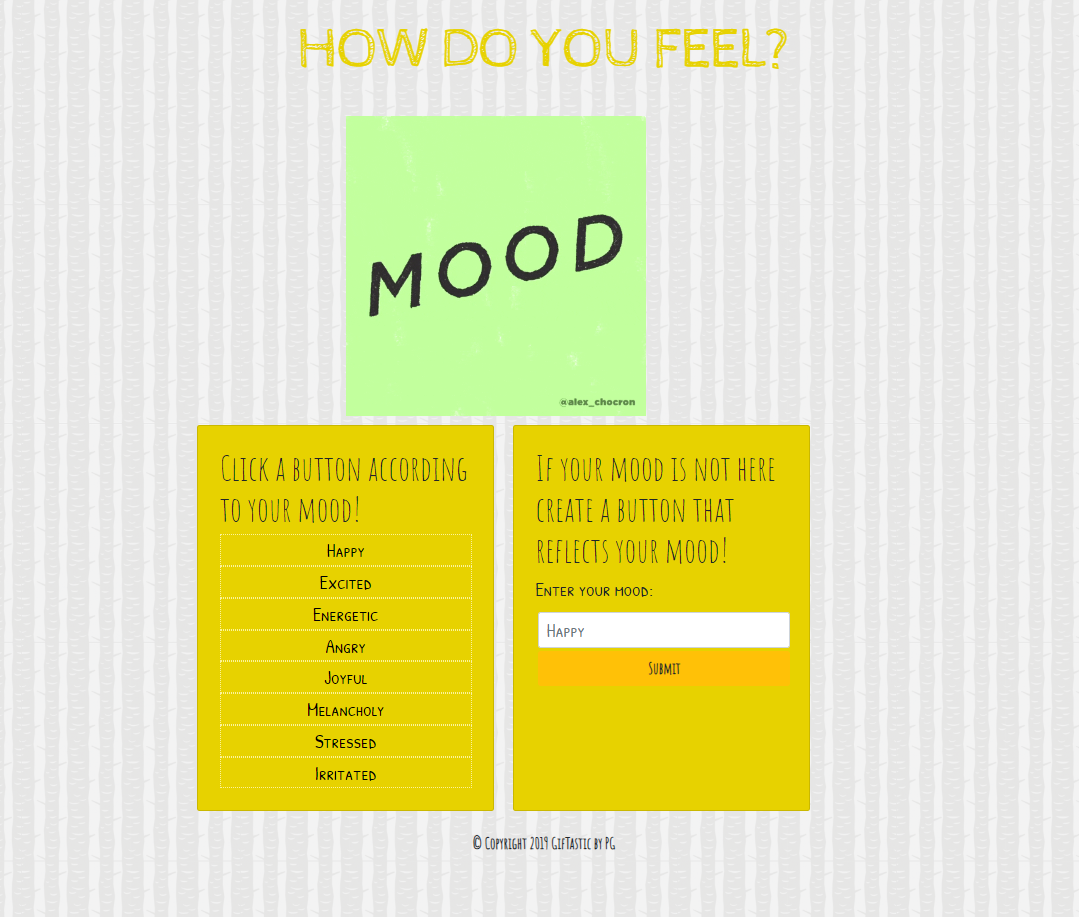 HOW DO YOU FEEL?
MOOD
@alex_chocron
Click a button according
to your mood!
Happy
Excited
Energetic
Angry
Joyful
Melancholy
Stressed
Irritated
If your mood is not here
create a button that
reflects your mood!
Enter your mood:
Happy
Submit
© Copyright 2019 GifTastic by PG